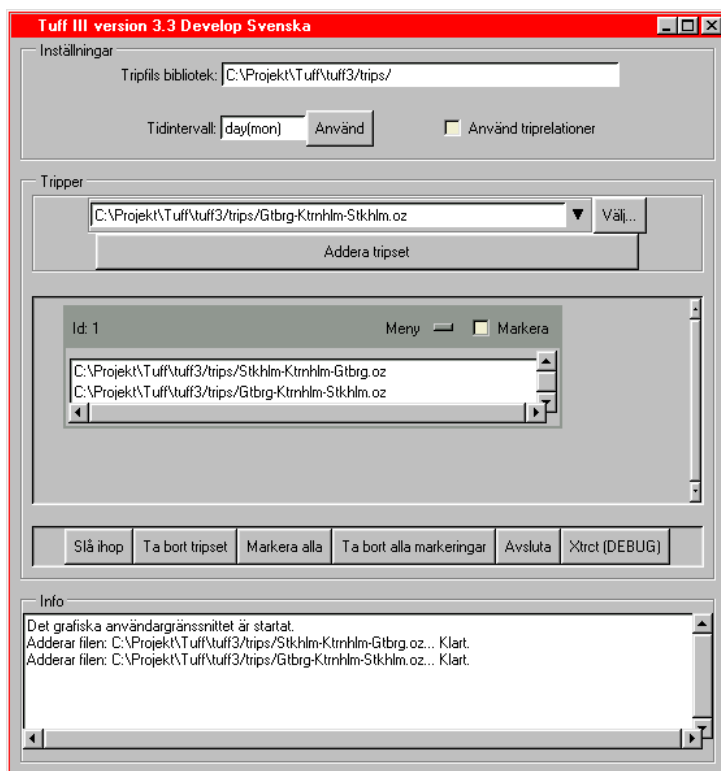 Tuff III version 3.3 Develop Svenska
Inställningar
Tripfils bibliotek: C:\Projekt\Tuff\tuff3/trips/
Tidintervall: day(mon) Använd Använd triprelationer
Tripper
C:\Projekt\Tuff\tuff3/trips/Gtbrg-Ktrnhlm-Stkhlm.oz Välj...
Addera tripset
Id: 1 Meny Markera
C:\Projekt\Tuff\tuff3/trips/Stkhlm-Ktrnhlm-Gtbrg.oz
C:\Projekt\Tuff\tuff3/trips/Gtbrg-Ktrnhlm-Stkhlm.oz
Slå ihop Ta bort tripset Markera alla Ta bort alla markeringar Avsluta Xtrct (DEBUG)
Info
Det grafiska användargränssnittet är startat.
Adderar filen: C:\Projekt\Tuff\tuff3/trips/Stkhlm-Ktrnhlm-Gtbrg.oz... Klart.
Adderar filen: C:\Projekt\Tuff\tuff3/trips/Gtbrg-Ktrnhlm-Stkhlm.oz... Klart.